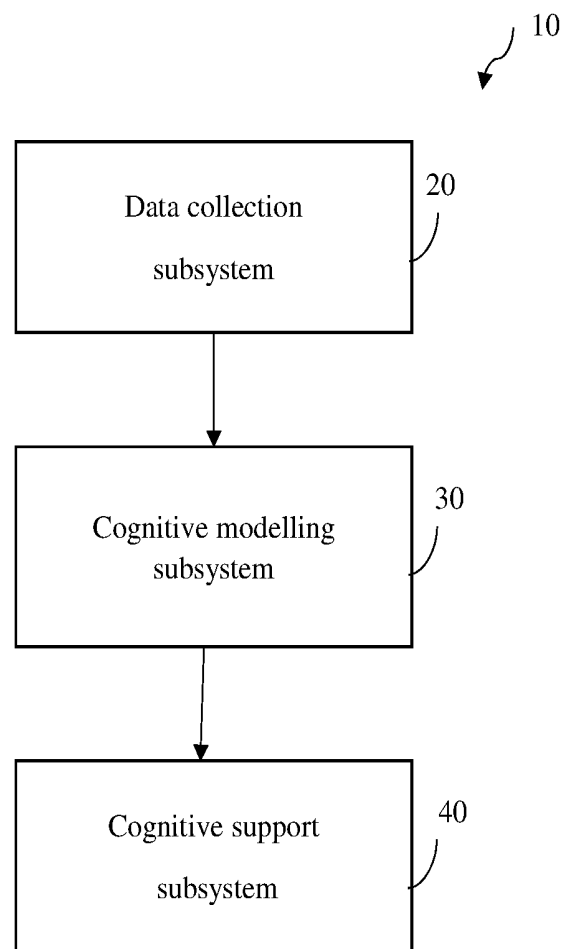 10
Data collection
subsystem
20
Cognitive modelling
subsystem
30
Cognitive support
subsystem
40